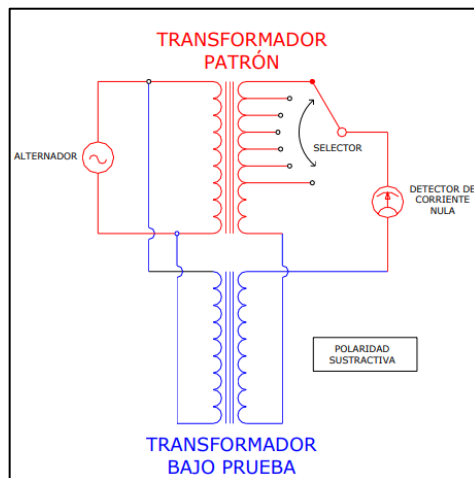 TRANSFORMADOR
PATRÓN
ALTERNADOR
SELECTOR
DETECTOR DE
CORRIENTE
NULA
POLARIDAD
SUSTRACTIVA
TRANSFORMADOR
BAJO PRUEBA